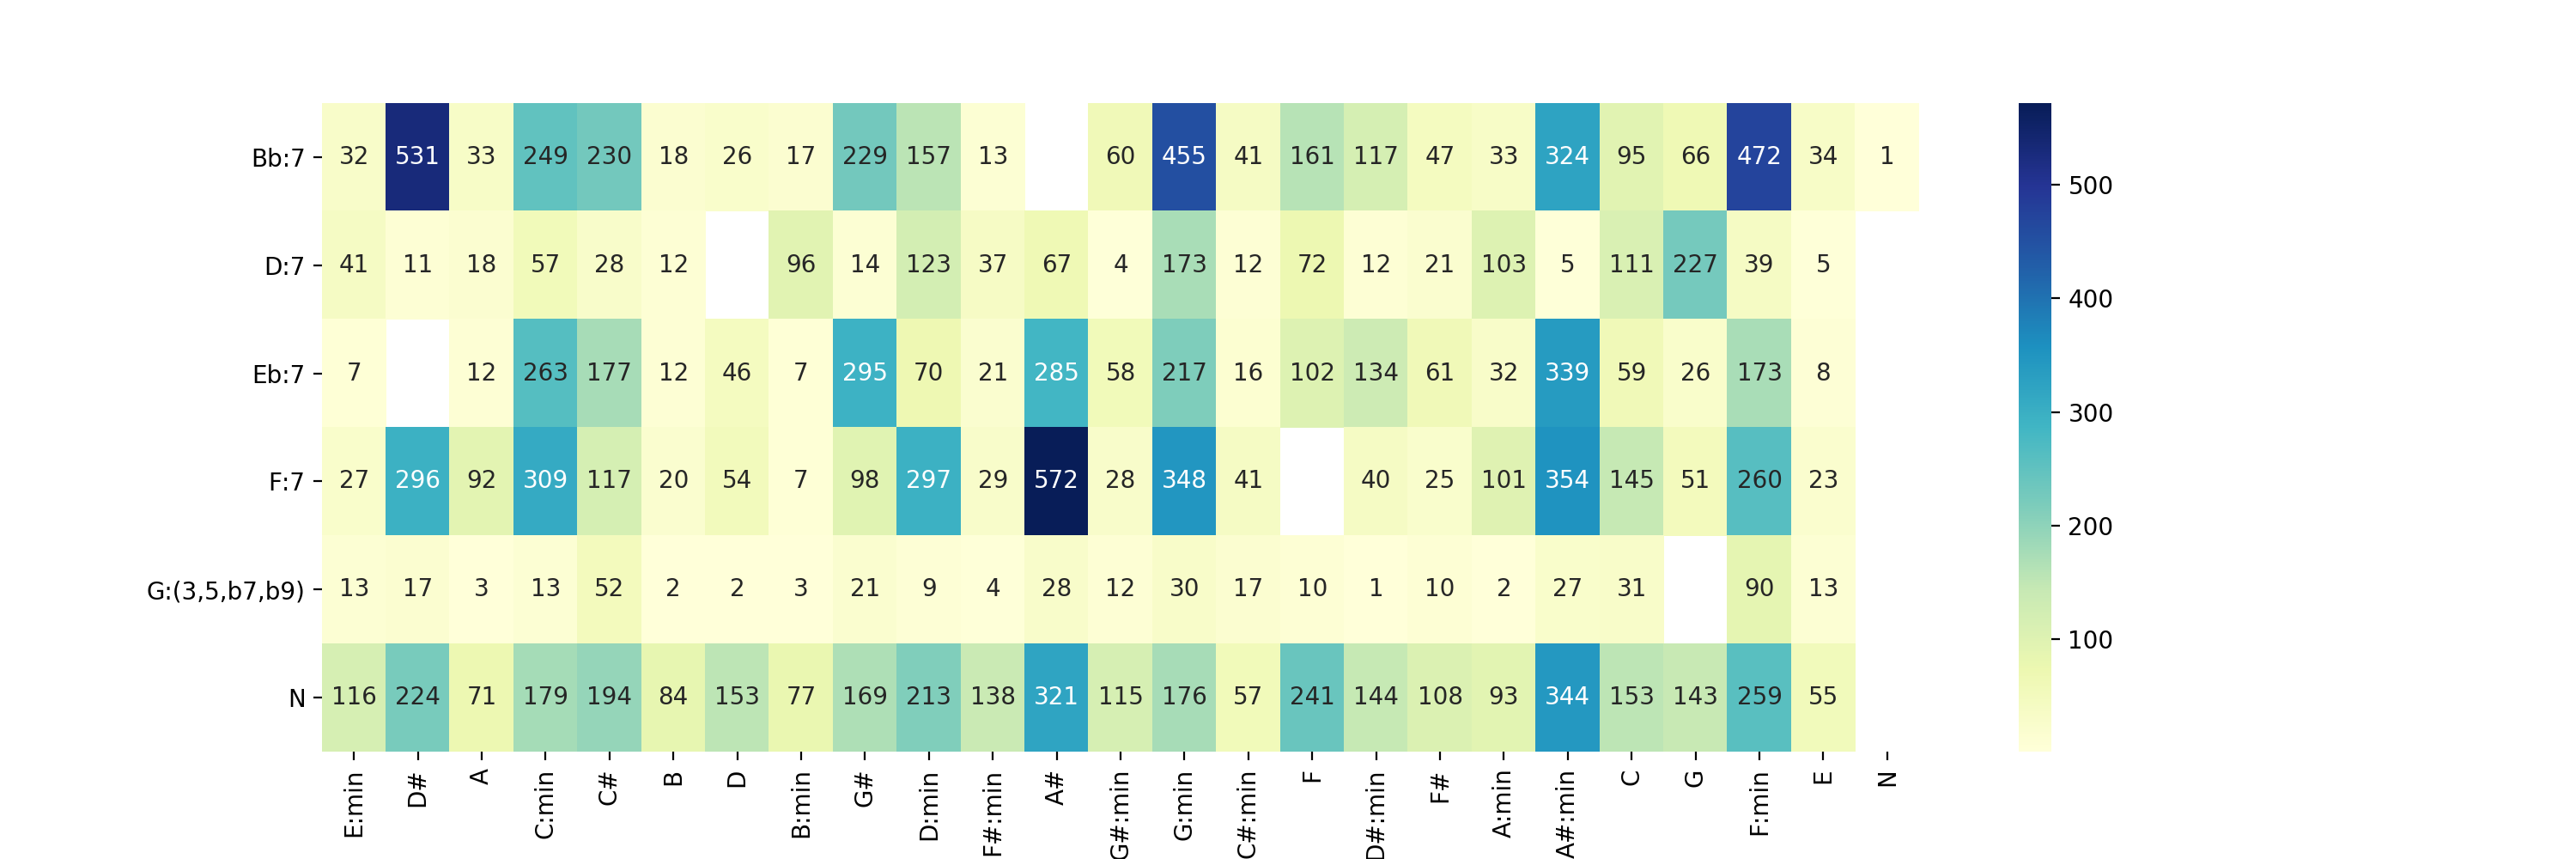 Bb:7 32 531 33 249 230 18 26 17 229 157 13 60 455 41 161 117 47 33 324 95 66 472 34 1
D:7 41 11 18 57 28 12 96 14 123 37 67 4 173 12 72 12 21 103 5 111 227 39 5
Eb:7 7 12 263 177 12 46 7 295 70 21 285 58 217 16 102 134 61 32 339 59 26 173 8
F:7 27 296 92 309 117 20 54 7 98 297 29 572 28 348 41 40 25 101 354 145 51 260 23
G:(3,5,b7,b9) 13 17 3 13 52 2 2 3 21 9 4 28 12 30 17 10 1 10 2 27 31 90 13
N 116 224 71 179 194 84 153 77 169 213 138 321 115 176 57 241 144 108 93 344 153 143 259 55
E:min D# A C:min C# B D B:min G# D:min F#:min A# G#:min G:min C#:min F D#:min F# A:min A#:min C G F:min E N
500
400
300
200
100